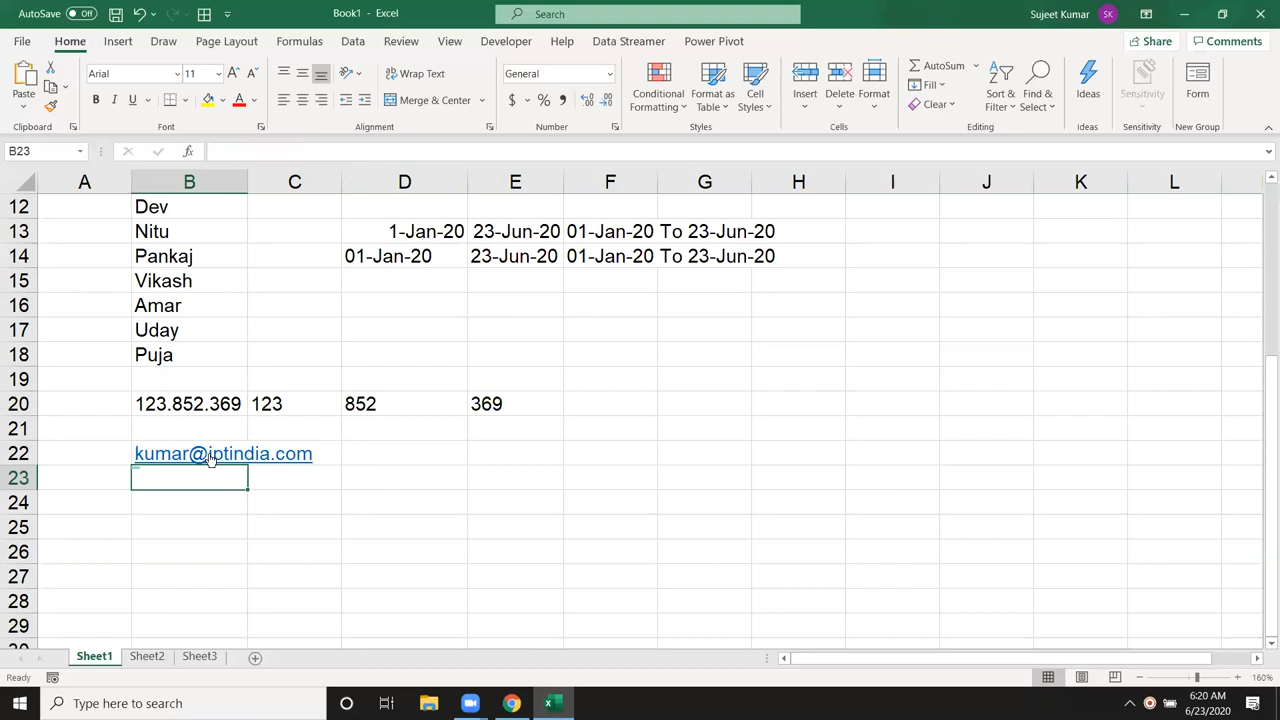 AutoSave Off Book1 - Excel Search Sujeet Kumar SK
File Home Insert Draw Page Layout Formulas Data Review View Developer Help Data Streamer Power Pivot Share Comments
Paste Arial 11 A A Wrap Text General AutoSum
B I U A Merge & Center $ % Conditional Formatting Format as Table Cell Styles Insert Delete Format Fill Clear Sort & Filter Find & Select Ideas Sensitivity Form
Clipboard Font Alignment Number Styles Cells Editing Ideas Sensitivity New Group
B23 fx
A B C D E F G H I J K L
12 Dev
13 Nitu 1-Jan-20 23-Jun-20 01-Jan-20 To 23-Jun-20
14 Pankaj 01-Jan-20 23-Jun-20 01-Jan-20 To 23-Jun-20
15 Vikash
16 Amar
17 Uday
18 Puja
19
20 123.852.369 123 852 369
21
22 kumar@iptindia.com
23
24
25
26
27
28
29
Sheet1 Sheet2 Sheet3
Ready 160%
Type here to search 6:20 AM
6/23/2020